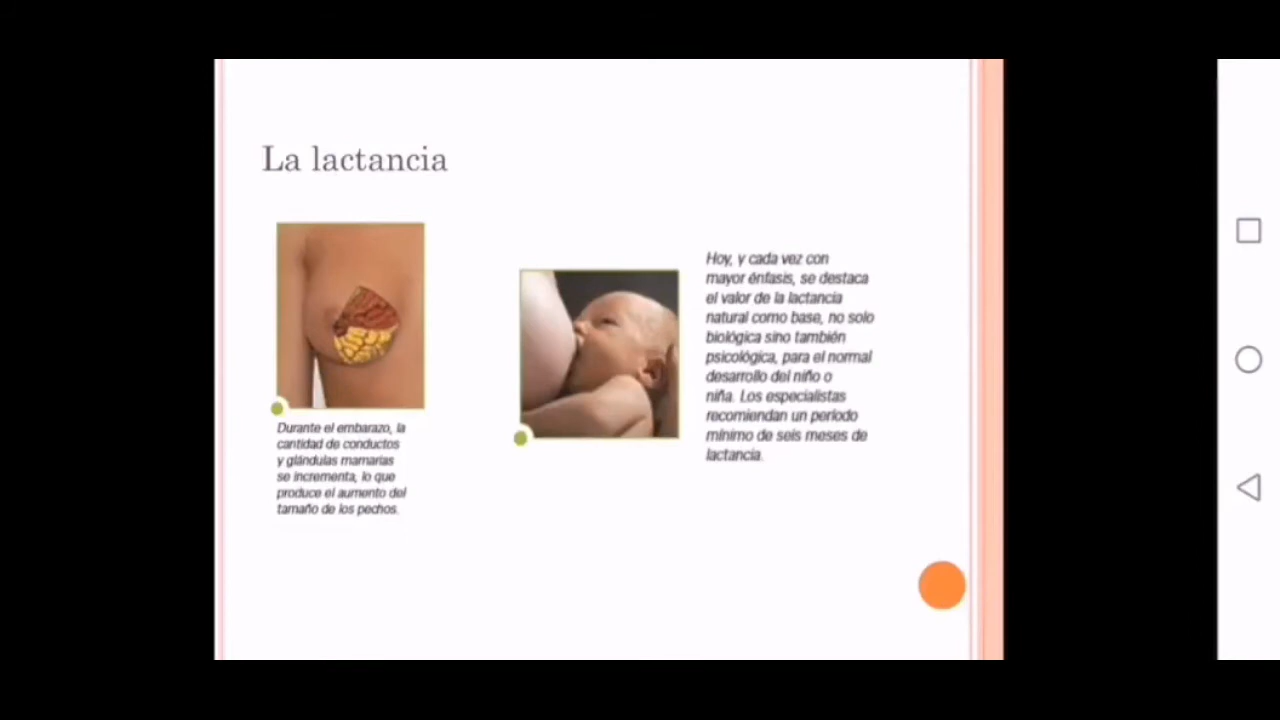 La lactancia
Durante el embarazo, la
cantidad de conductos
y glándulas mamarias
se incrementa, lo que
produce el aumento del
tamaño de los pechos.
Hoy, y cada vez con
mayor énfasis, se destaca
el valor de la lactancia
natural como base, no solo
biológica sino también
psicológica, para el normal
desarrollo del niño o
niña. Los especialistas
recomiendan un período
mínimo de seis meses de
lactancia.